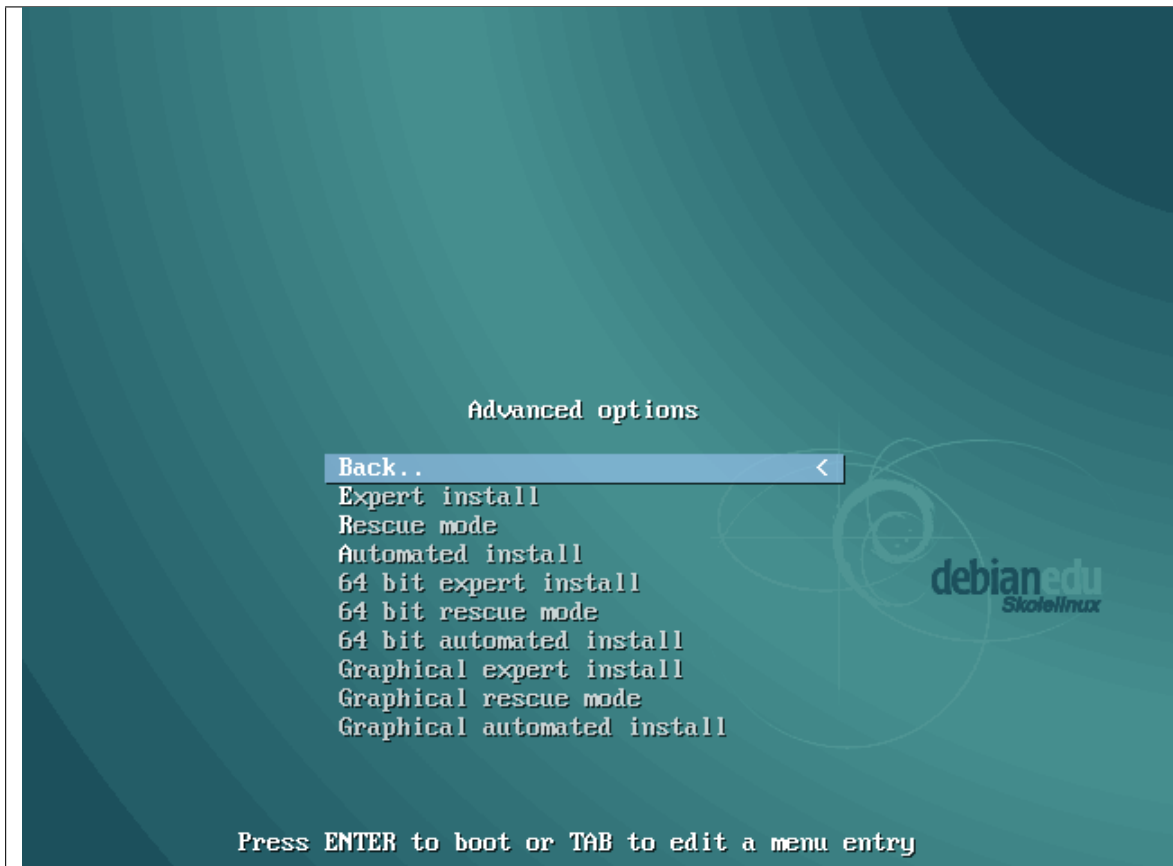 Advanced options
Back.. <
Expert install
Rescue mode
Automated install
64 bit expert install
64 bit rescue mode
64 bit automated install
Graphical expert install
Graphical rescue mode
Graphical automated install
debianedu
Skolelinux
Press ENTER to boot or TAB to edit a menu entry